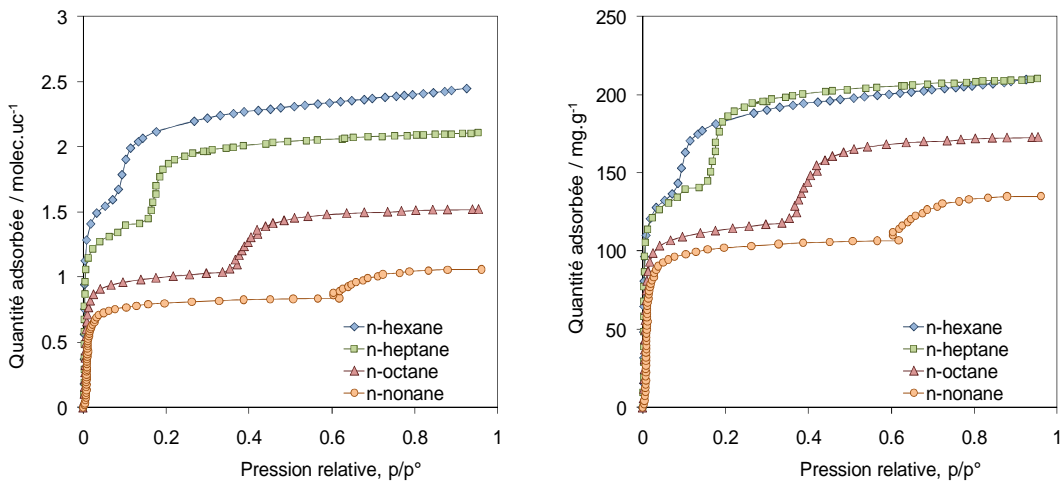 Quantité adsorbée / molec.uc⁻¹
3
2.5
2
1.5
1
0.5
0
0 0.2 0.4 0.6 0.8 1
Pression relative, p/p°
n-hexane
n-heptane
n-octane
n-nonane
Quantité adsorbée / mg.g⁻¹
250
200
150
100
50
0
0 0.2 0.4 0.6 0.8 1
Pression relative, p/p°
n-hexane
n-heptane
n-octane
n-nonane